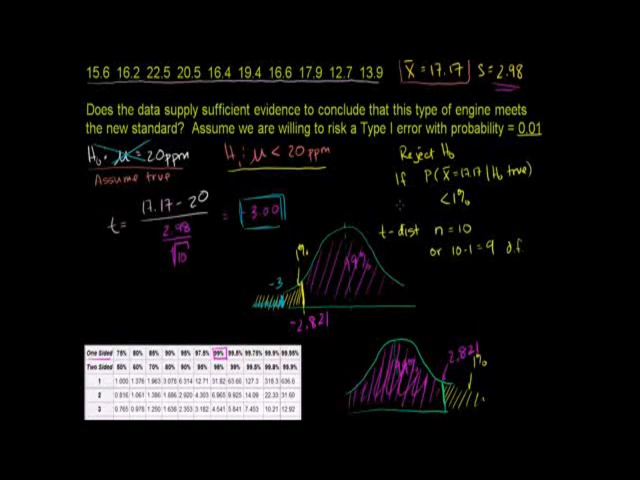 15.6 16.2 22.5 20.5 16.4 19.4 16.6 17.9 12.7 13.9 X̄ = 17.17 S = 2.98
Does the data supply sufficient evidence to conclude that this type of engine meets
the new standard? Assume we are willing to risk a Type I error with probability = 0.01
H₀: μ = 20ppm H₁: μ < 20ppm
Assume true
Reject H₀
If P(X̄=17.17 | H₀ true)
<1%
t = 17.17 - 20
2.98
√10
= -3.00
t-dist n = 10
or 10-1 = 9 d.f.
1%
99%
-3
-2.821
2.821
1%
One Sided 75% 80% 85% 90% 95% 97.5% 99% 99.5% 99.75% 99.9% 99.95%
Two Sided 50% 60% 70% 80% 90% 95% 98% 99% 99.5% 99.8% 99.9%
1 1.000 1.376 1.963 3.078 6.314 12.71 31.82 63.66 127.3 318.3 636.6
2 0.816 1.061 1.386 1.886 2.920 4.303 6.965 9.925 14.09 22.33 31.60
3 0.765 0.978 1.250 1.638 2.353 3.182 4.541 5.841 7.453 10.21 12.92